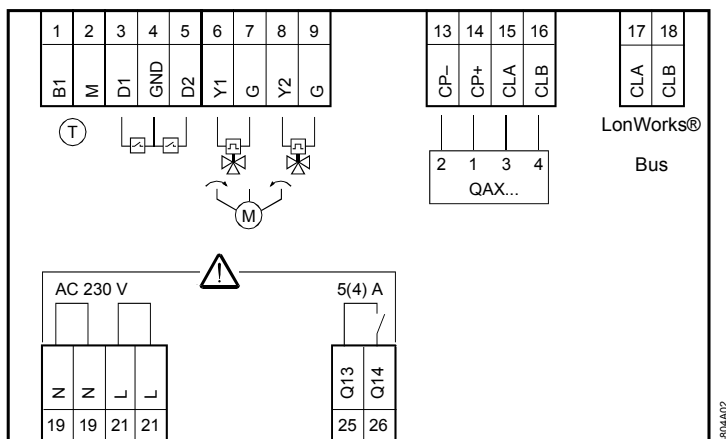 1 2 3 4 5 6 7 8 9
B1 M D1 GND D2 Y1 G Y2 G
T
M
13 14 15 16
CP– CP+ CLA CLB
2 1 3 4
QAX...
17 18
CLA CLB
LonWorks®
Bus
AC 230 V
5(4) A
N N L L
19 19 21 21
Q13 Q14
25 26
804A02